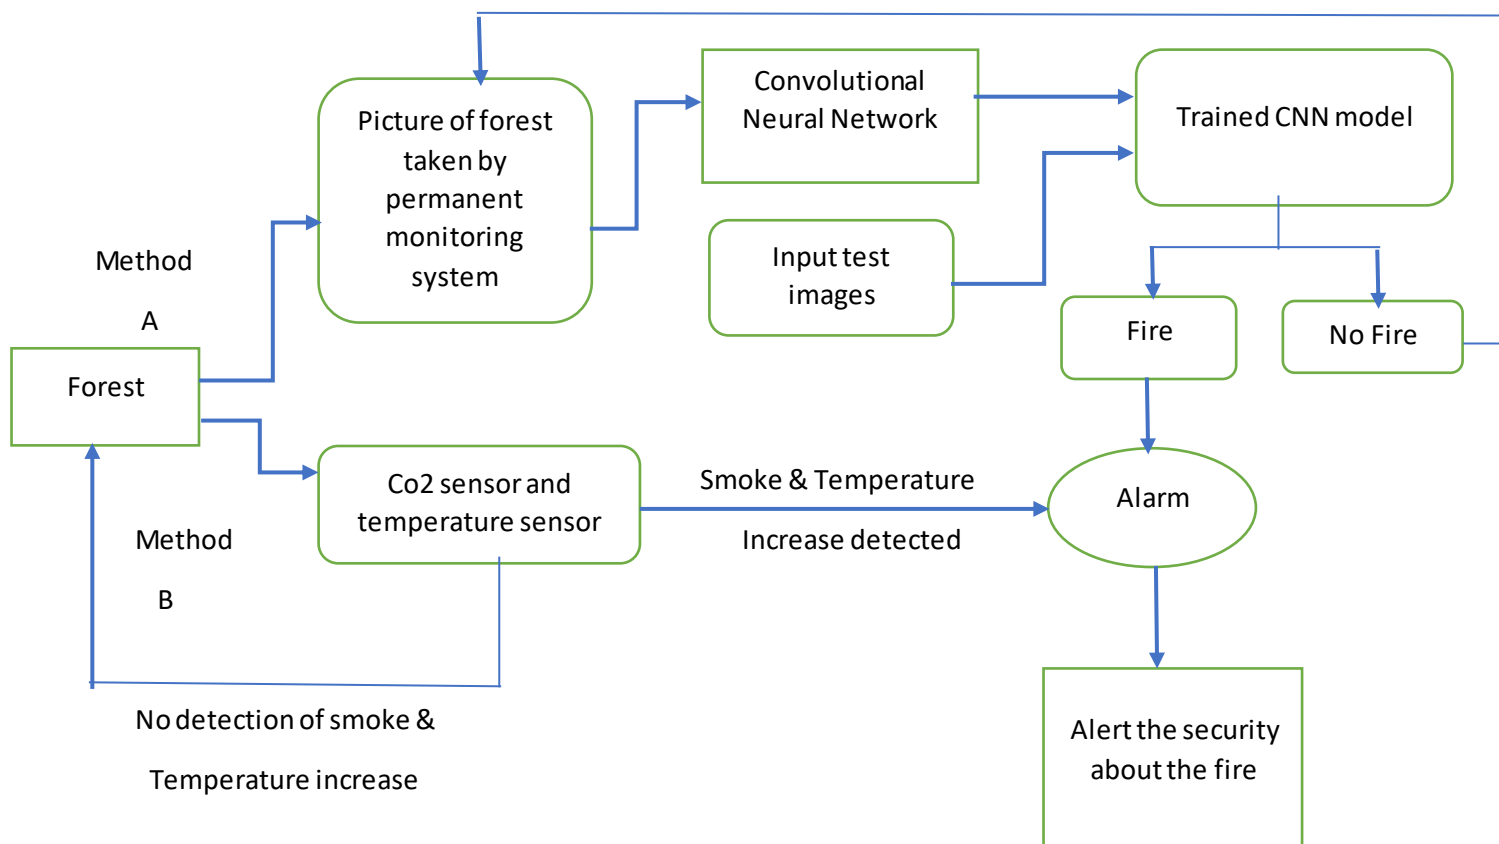 Convolutional
Neural Network
Trained CNN model
Picture of forest
taken by
permanent
monitoring
system
Input test
images
Method
A
Fire
No Fire
Forest
Co2 sensor and
temperature sensor
Smoke & Temperature
Increase detected
Alarm
Method
B
No detection of smoke &
Temperature increase
Alert the security
about the fire